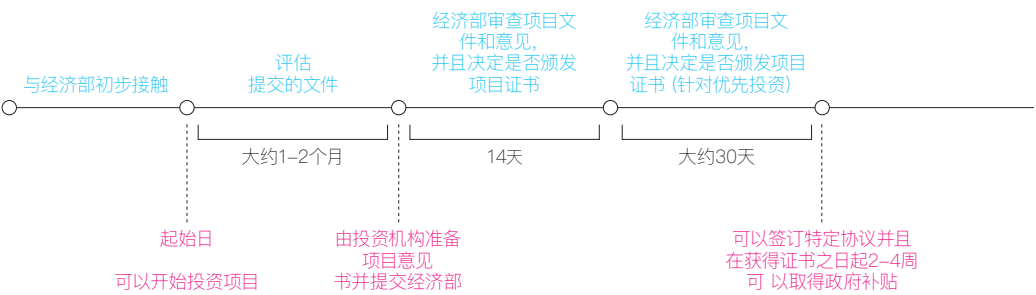 与经济部初步接触
评估
提交的文件
经济部审查项目文
件和意见,
并且决定是否颁发
项目证书
经济部审查项目文
件和意见,
并且决定是否颁发项目
证书 (针对优先投资)
大约1-2个月
14天
大约30天
起始日
可以开始投资项目
由投资机构准备
项目意见
书并提交经济部
可以签订特定协议并且
在获得证书之日起2-4周
可 以取得政府补贴